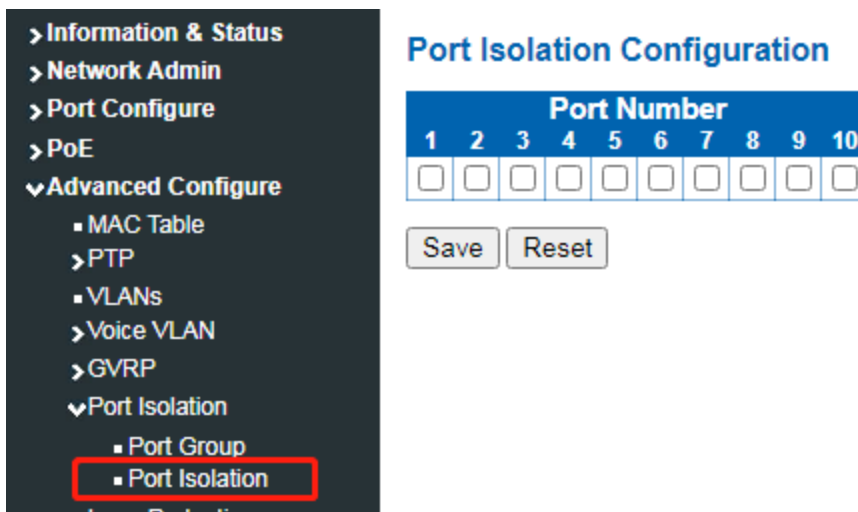 Information & Status
Network Admin
Port Configure
PoE
Advanced Configure
MAC Table
PTP
VLANs
Voice VLAN
GVRP
Port Isolation
Port Group
Port Isolation
Port Isolation Configuration
Port Number
1 2 3 4 5 6 7 8 9 10
Save Reset